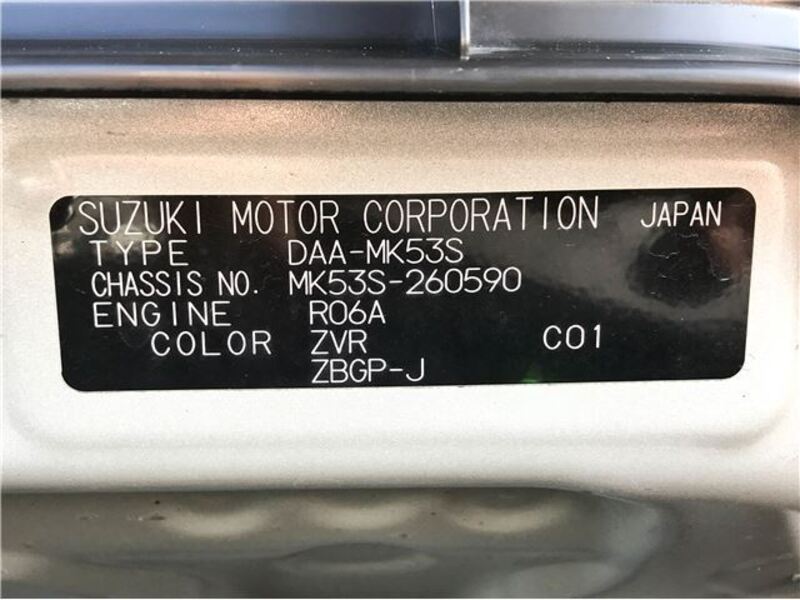 SUZUKI MOTOR CORPORATION JAPAN
TYPE DAA-MK53S
CHASSIS NO. MK53S-260590
ENGINE R06A
COLOR ZVR C01
ZBGP-J